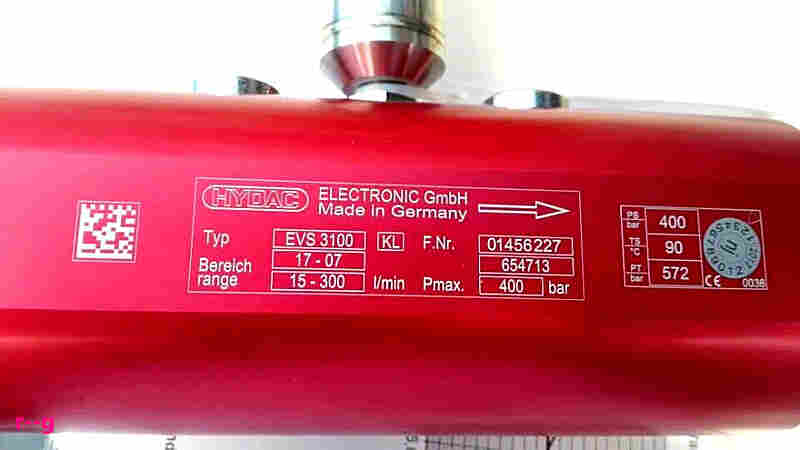 HYDAC ELECTRONIC GmbH
Made in Germany
Typ EVS 3100 KL F.Nr. 01456227
17 - 07 654713
Bereich
range 15 - 300 l/min Pmax. 400 bar
PS bar 400
TS °C 90
PT bar 572
CE 0036
r--g